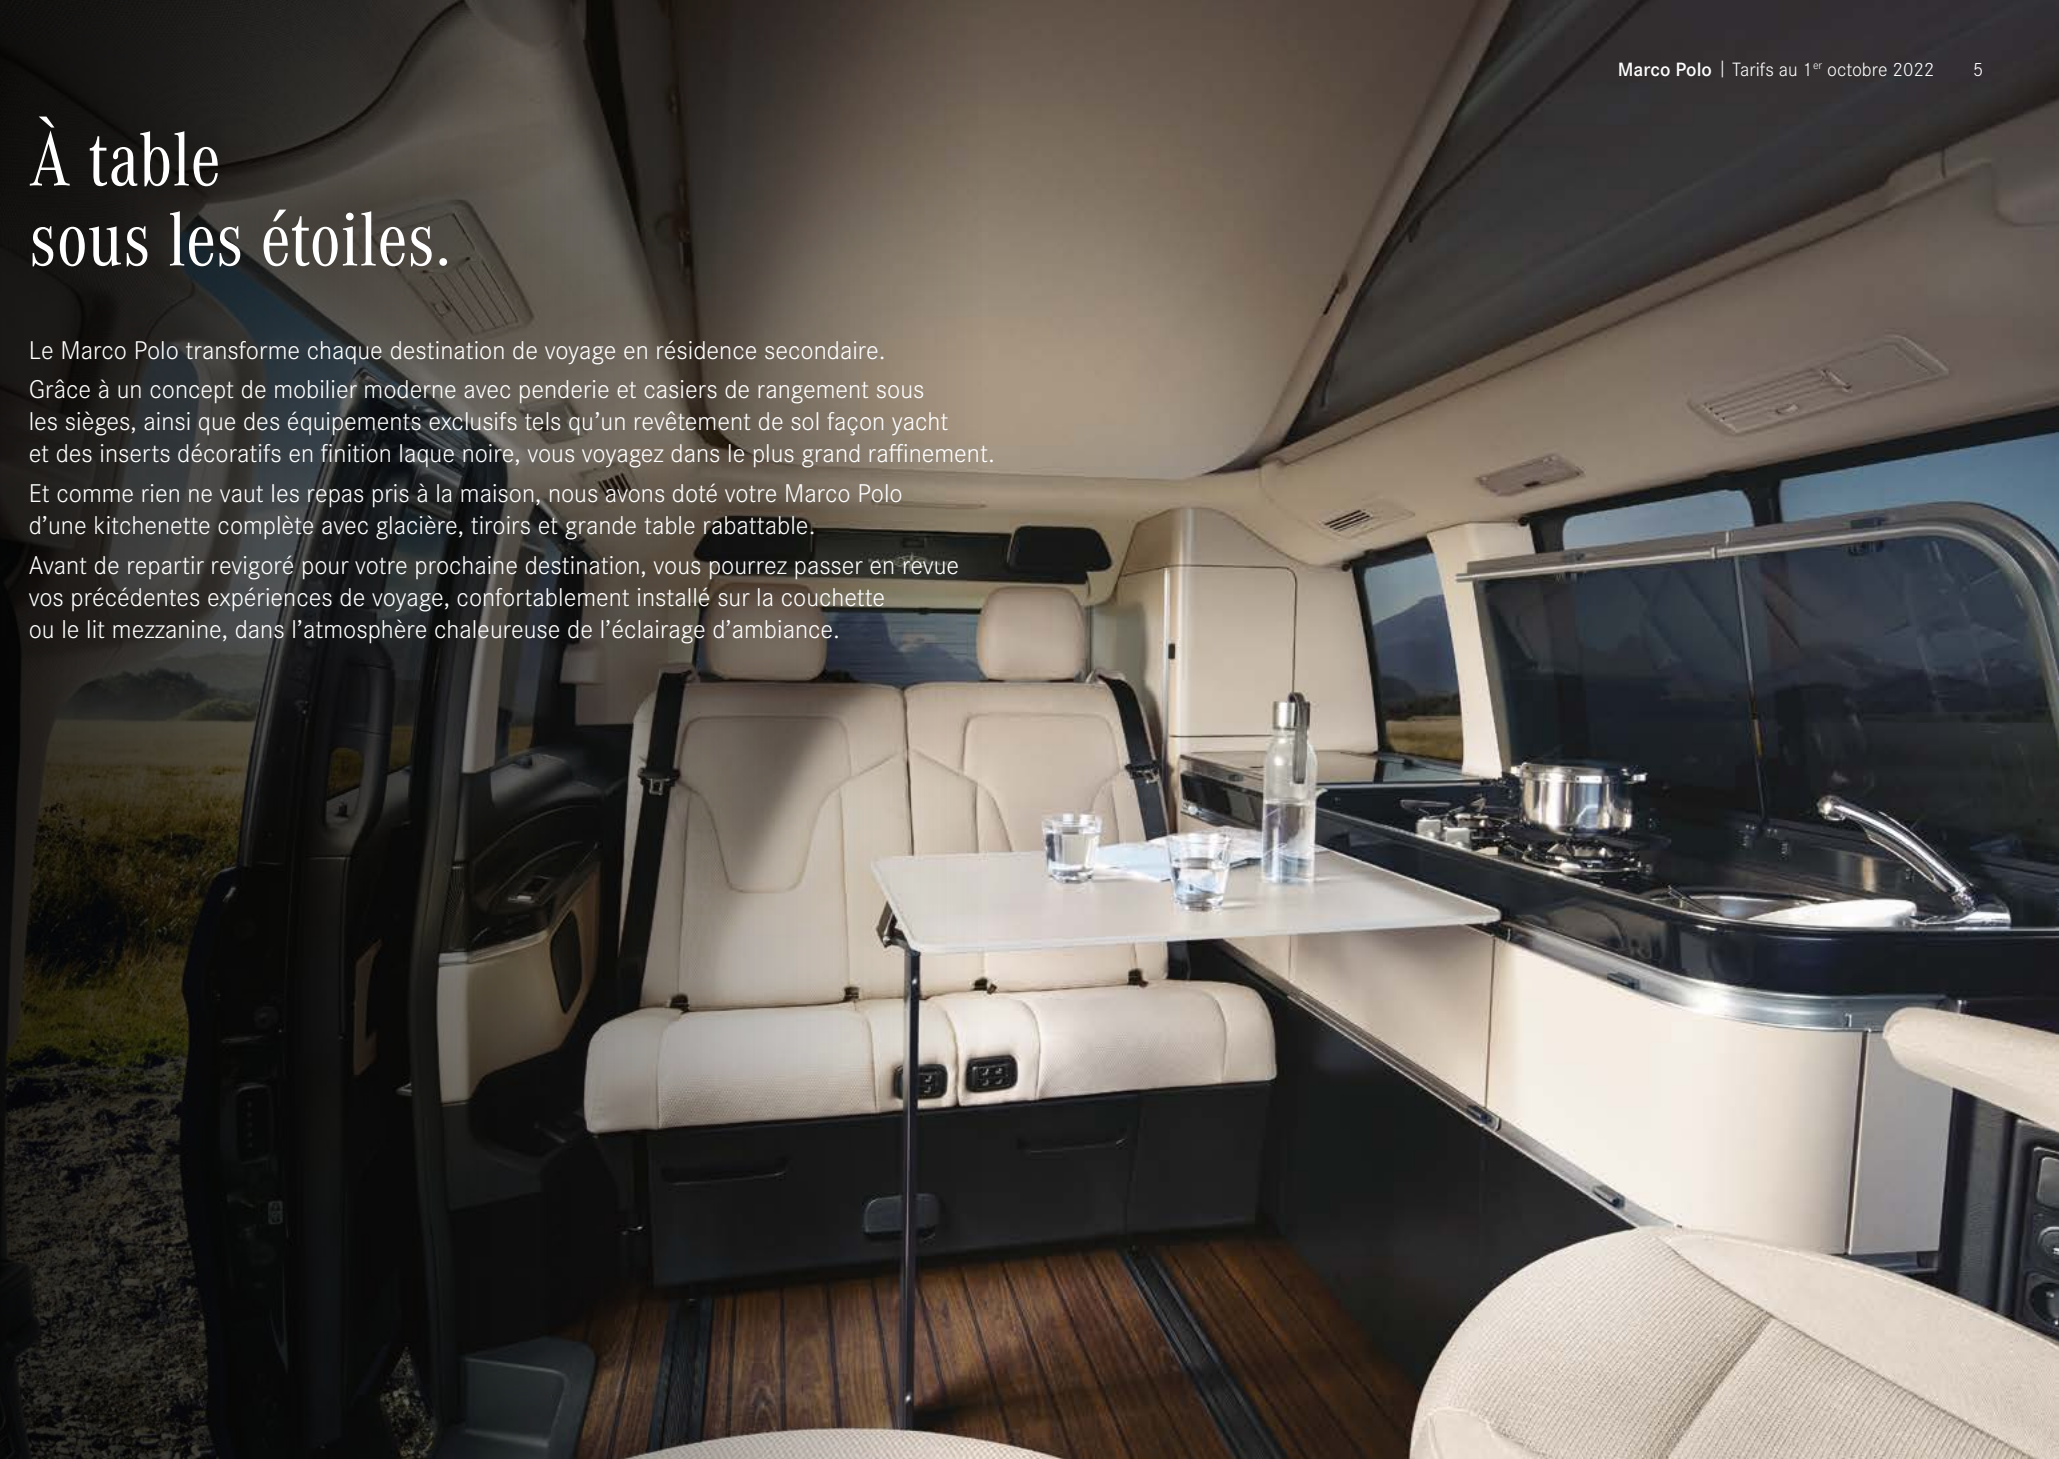 Marco Polo | Tarifs au 1er octobre 2022 5
À table
sous les étoiles.
Le Marco Polo transforme chaque destination de voyage en résidence secondaire.
Grâce à un concept de mobilier moderne avec penderie et casiers de rangement sous
les sièges, ainsi que des équipements exclusifs tels qu’un revêtement de sol façon yacht
et des inserts décoratifs en finition laque noire, vous voyagez dans le plus grand raffinement.
Et comme rien ne vaut les repas pris à la maison, nous avons doté votre Marco Polo
d’une kitchenette complète avec glacière, tiroirs et grande table rabattable.
Avant de repartir revigoré pour votre prochaine destination, vous pourrez passer en revue
vos précédentes expériences de voyage, confortablement installé sur la couchette
ou le lit mezzanine, dans l’atmosphère chaleureuse de l’éclairage d’ambiance.